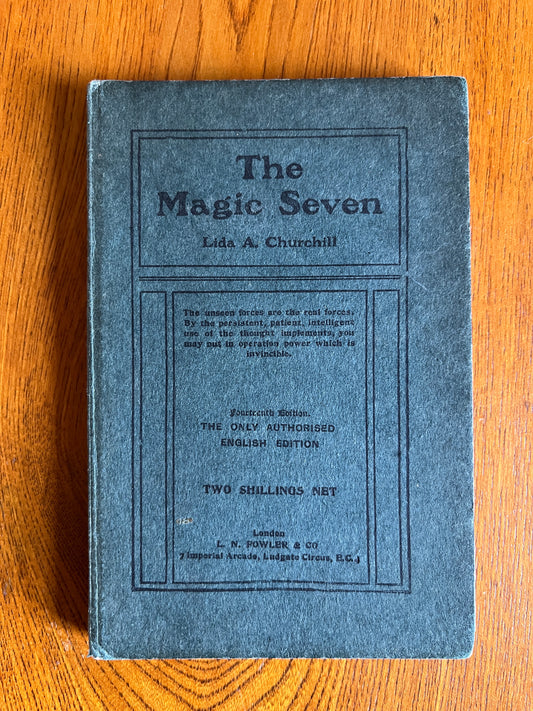 The
Magic Seven
Lida A. Churchill
The unseen forces are the real forces.
By the persistent, patient, intelligent
use of the thought implements, you
may put in operation power which is
invincible.
Fourteenth Edition.
THE ONLY AUTHORISED
ENGLISH EDITION
TWO SHILLINGS NET
London
L. N. FOWLER & CO
7 Imperial Arcade, Ludgate Circus, E.C. 4